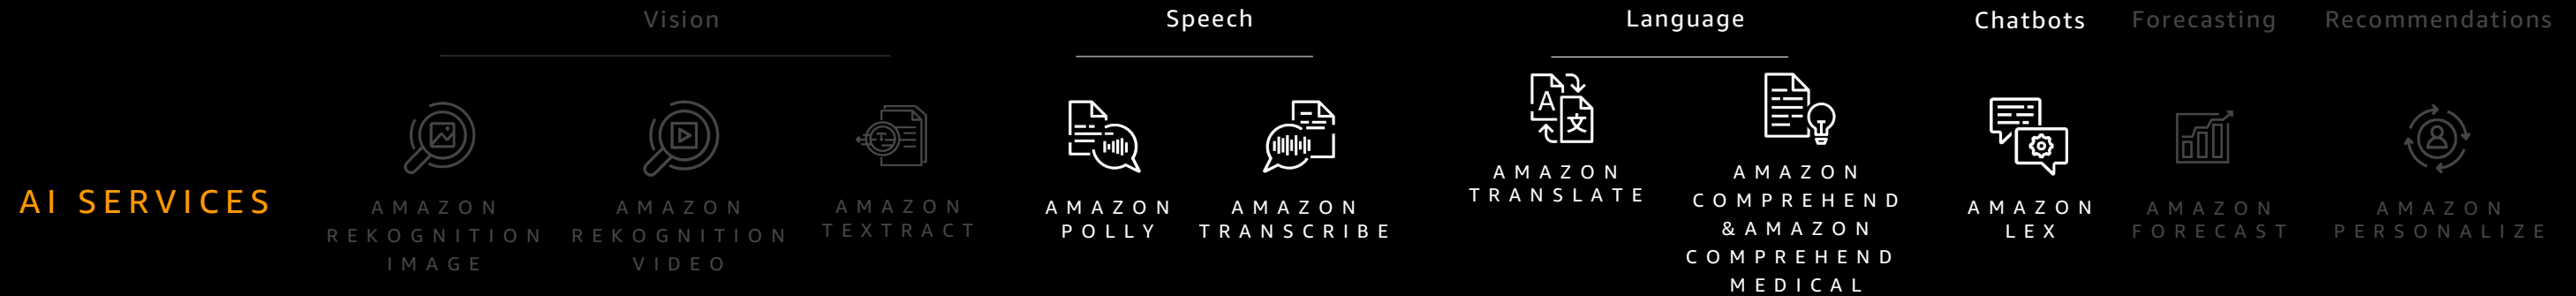 Vision
Speech
Language
Chatbots
Forecasting
Recommendations
AI SERVICES
AMAZON
REKOGNITION
IMAGE
AMAZON
REKOGNITION
VIDEO
AMAZON
TEXTRACT
AMAZON
POLLY
AMAZON
TRANSCRIBE
A
文
AMAZON
TRANSLATE
AMAZON
COMPREHEND
&AMAZON
COMPREHEND
MEDICAL
AMAZON
LEX
AMAZON
FORECAST
AMAZON
PERSONALIZE